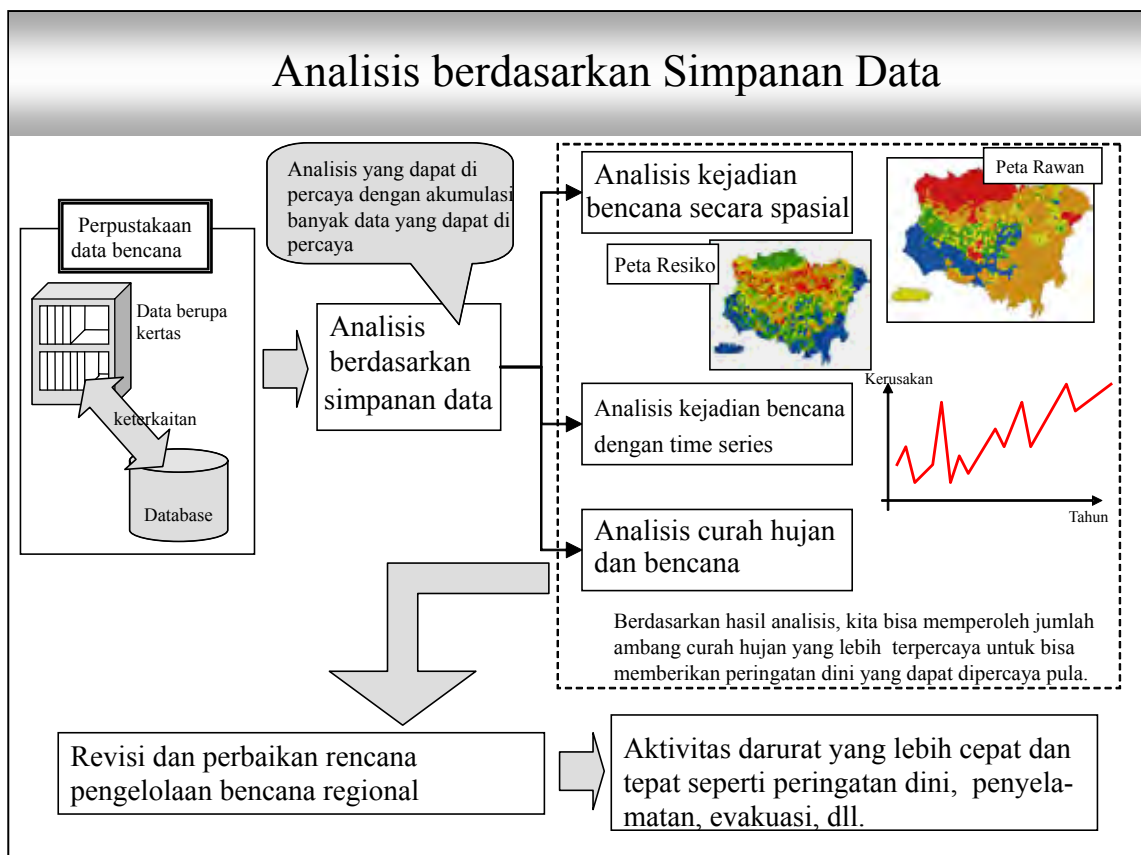 Analisis berdasarkan Simpanan Data
Perpustakaan
data bencana
Data berupa
kertas
keterkaitan
Database
Analisis yang dapat di
percaya dengan akumulasi
banyak data yang dapat di
percaya
Analisis
berdasarkan
simpanan data
Analisis kejadian
bencana secara spasial
Peta Rawan
Peta Resiko
Analisis kejadian bencana
dengan time series
Kerusakan
Tahun
Analisis curah hujan
dan bencana
Berdasarkan hasil analisis, kita bisa memperoleh jumlah
ambang curah hujan yang lebih terpercaya untuk bisa
memberikan peringatan dini yang dapat dipercaya pula.
Revisi dan perbaikan rencana
pengelolaan bencana regional
Aktivitas darurat yang lebih cepat dan
tepat seperti peringatan dini, penyela-
matan, evakuasi, dll.